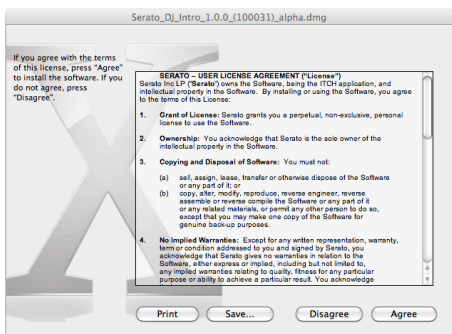 Serato_DJ_Intro_1.0.0_(100031)_alpha.dmg
If you agree with the terms
of this license, press "Agree"
to install the software. If you
do not agree, press
"Disagree".
SERATO – USER LICENSE AGREEMENT ("License")
Serato Inc LP ("Serato") owns the Software, being the ITCH application, and
intellectual property in the Software. By installing or using the Software, you agree
to the terms of this License:
1. Grant of License: Serato grants you a perpetual, non-exclusive, personal
license to use the Software.
2. Ownership: You acknowledge that Serato is the sole owner of the
intellectual property in the Software.
3. Copying and Disposal of Software: You must not:
(a) sell, assign, lease, transfer or otherwise dispose of the Software
or any part of it; or
(b) copy, alter, modify, reproduce, reverse engineer, reverse
assemble or reverse compile the Software or any part of it
or any related materials, or permit any other person to do so,
except that you may make one copy of the Software for
genuine back-up purposes.
4. No Implied Warranties: Except for any written representation, warranty,
term or condition addressed to you and signed by Serato, you
acknowledge that Serato gives no warranties in relation to the
Software, either express or implied, including but not limited to,
any implied warranties relating to quality, fitness for any particular
purpose or ability to achieve a particular result. You acknowledge
Print Save... Disagree Agree